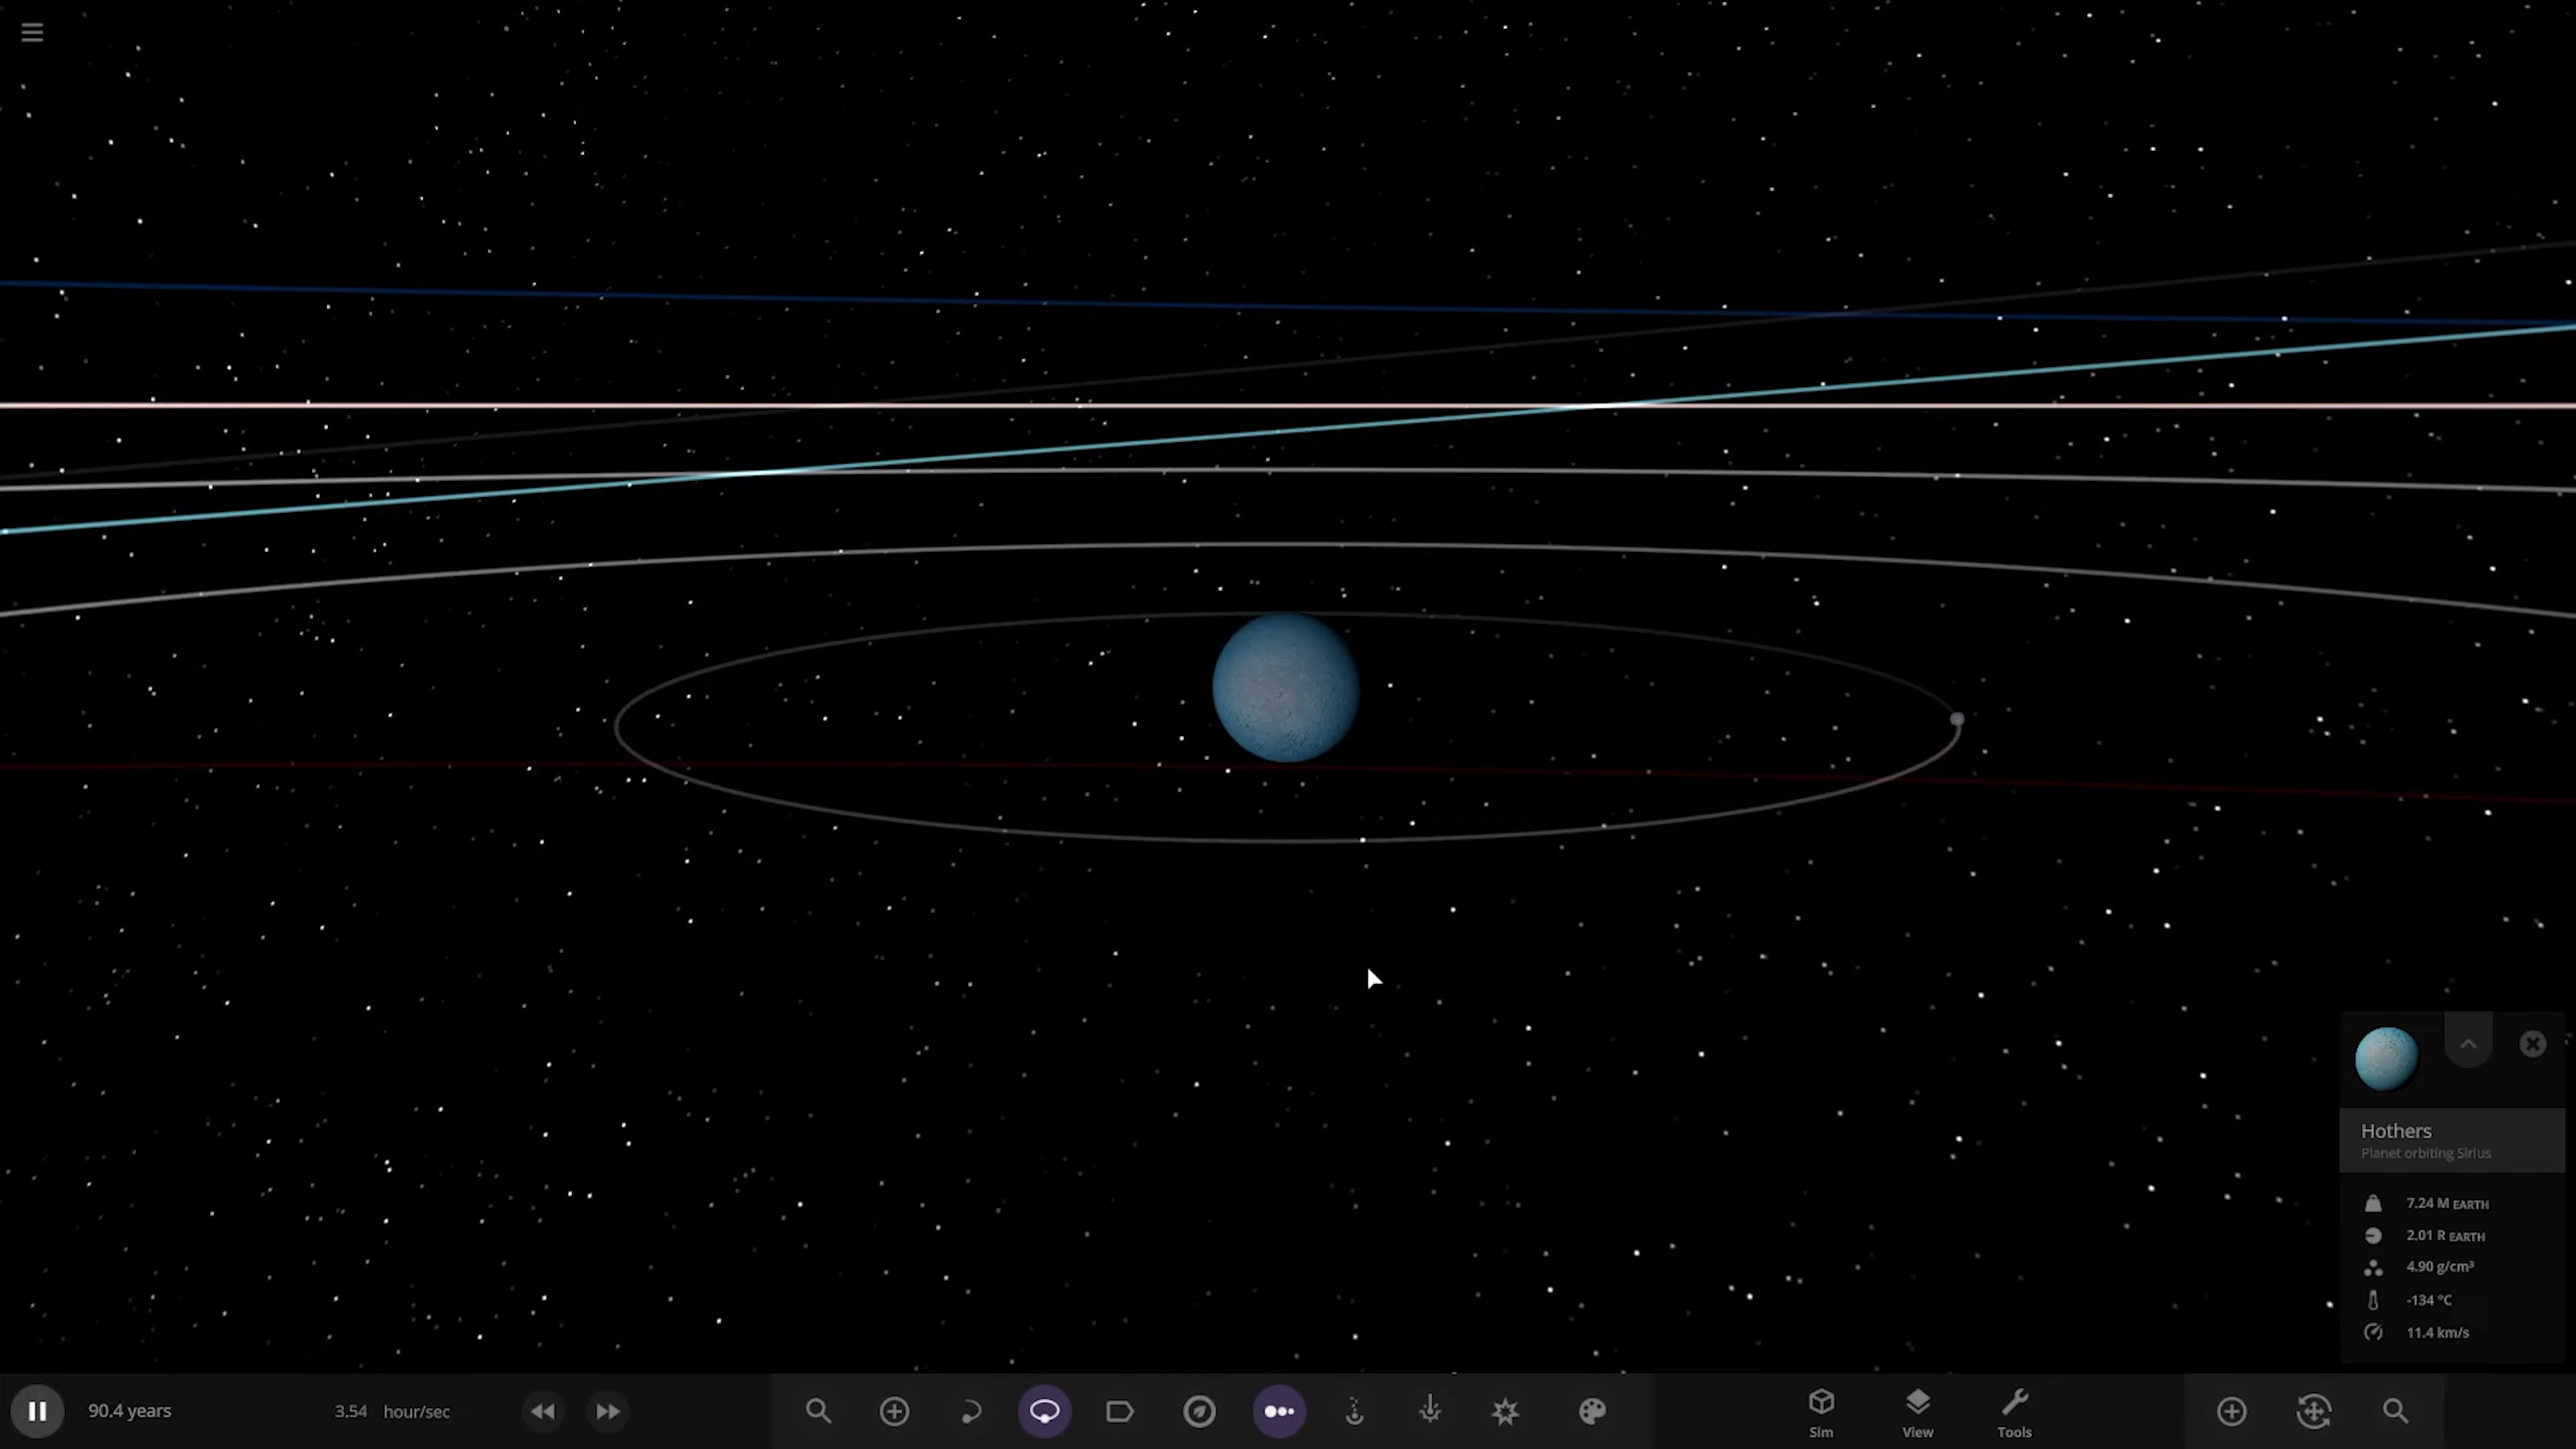 Hothers
Planet orbiting Sirius
7.24 M EARTH
2.01 R EARTH
4.90 g/cm³
-134 °C
11.4 km/s
90.4 years
3.54 hour/sec
Sim
View
Tools